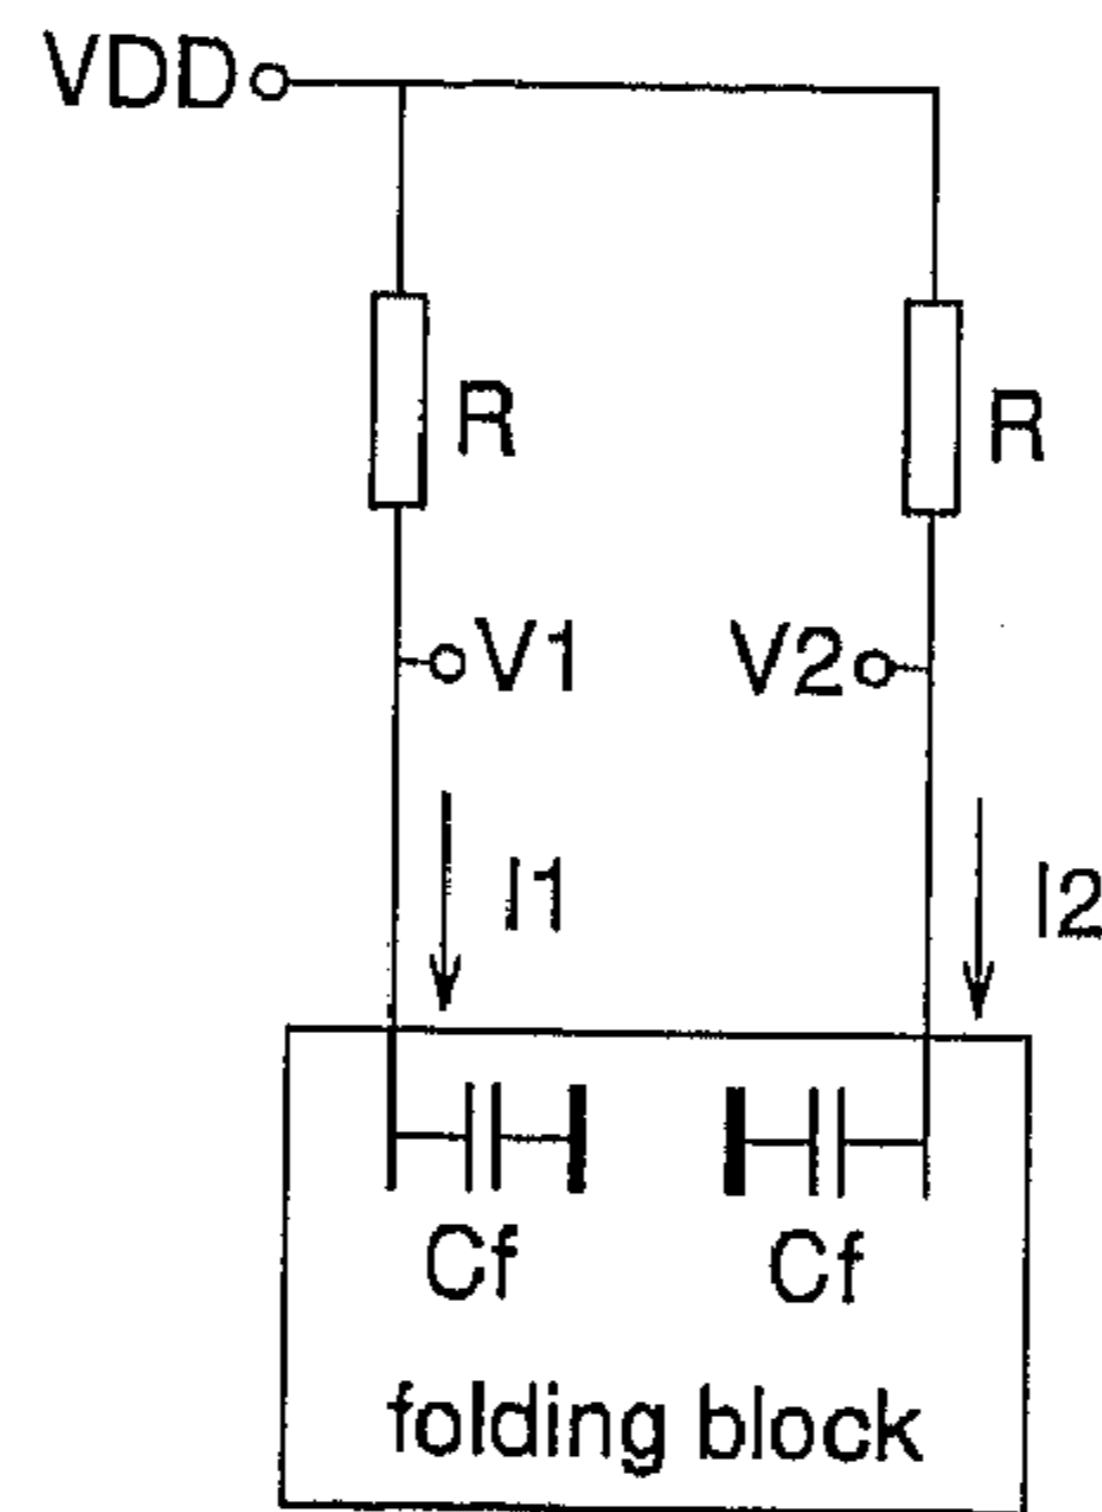 VDD
R
R
V1 V2
I1
I2
Cf Cf
folding block